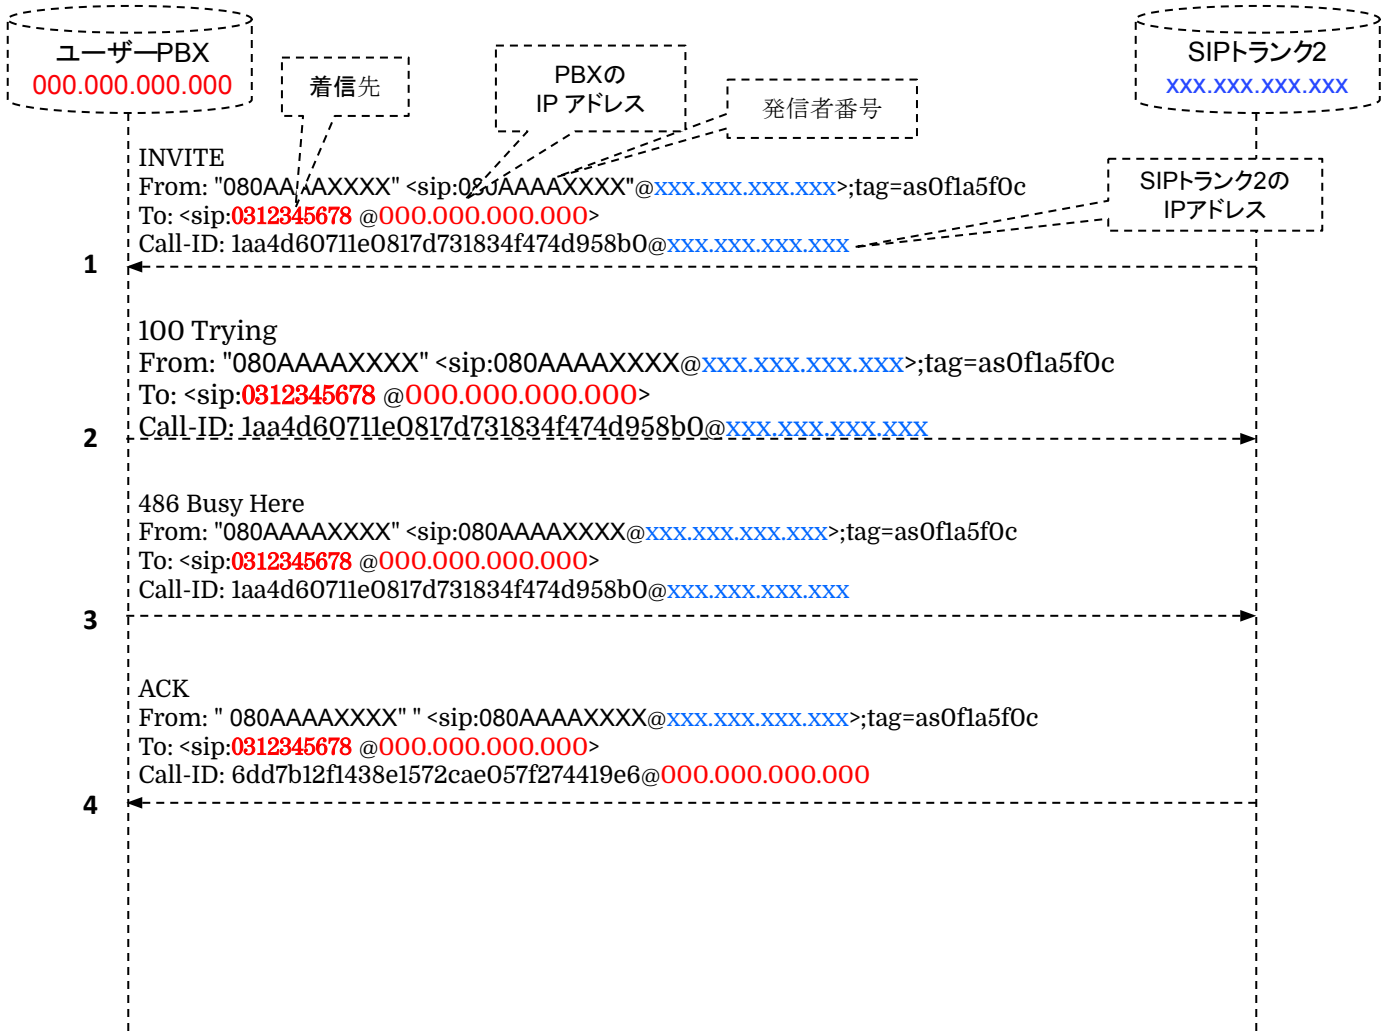 ユーザーPBX
000.000.000.000
着信先
PBXの
IP アドレス
発信者番号
SIPトランク2
xxx.xxx.xxx.xxx
INVITE
From: "080AAAAXXXX" <sip:080AAAAXXXX"@xxx.xxx.xxx.xxx>;tag=as0f1a5f0c
To: <sip:0312345678 @000.000.000.000>
Call-ID: 1aa4d60711e0817d731834f474d958b0@xxx.xxx.xxx.xxx
SIPトランク2の
IPアドレス
1
100 Trying
From: "080AAAAXXXX" <sip:080AAAAXXXX@xxx.xxx.xxx.xxx>;tag=as0f1a5f0c
To: <sip:0312345678 @000.000.000.000>
Call-ID: 1aa4d60711e0817d731834f474d958b0@xxx.xxx.xxx.xxx
2
486 Busy Here
From: "080AAAAXXXX" <sip:080AAAAXXXX@xxx.xxx.xxx.xxx>;tag=as0f1a5f0c
To: <sip:0312345678 @000.000.000.000>
Call-ID: 1aa4d60711e0817d731834f474d958b0@xxx.xxx.xxx.xxx
3
ACK
From: " 080AAAAXXXX" " <sip:080AAAAXXXX@xxx.xxx.xxx.xxx>;tag=as0f1a5f0c
To: <sip:0312345678 @000.000.000.000>
Call-ID: 6dd7b12f1438e1572cae057f274419e6@000.000.000.000
4